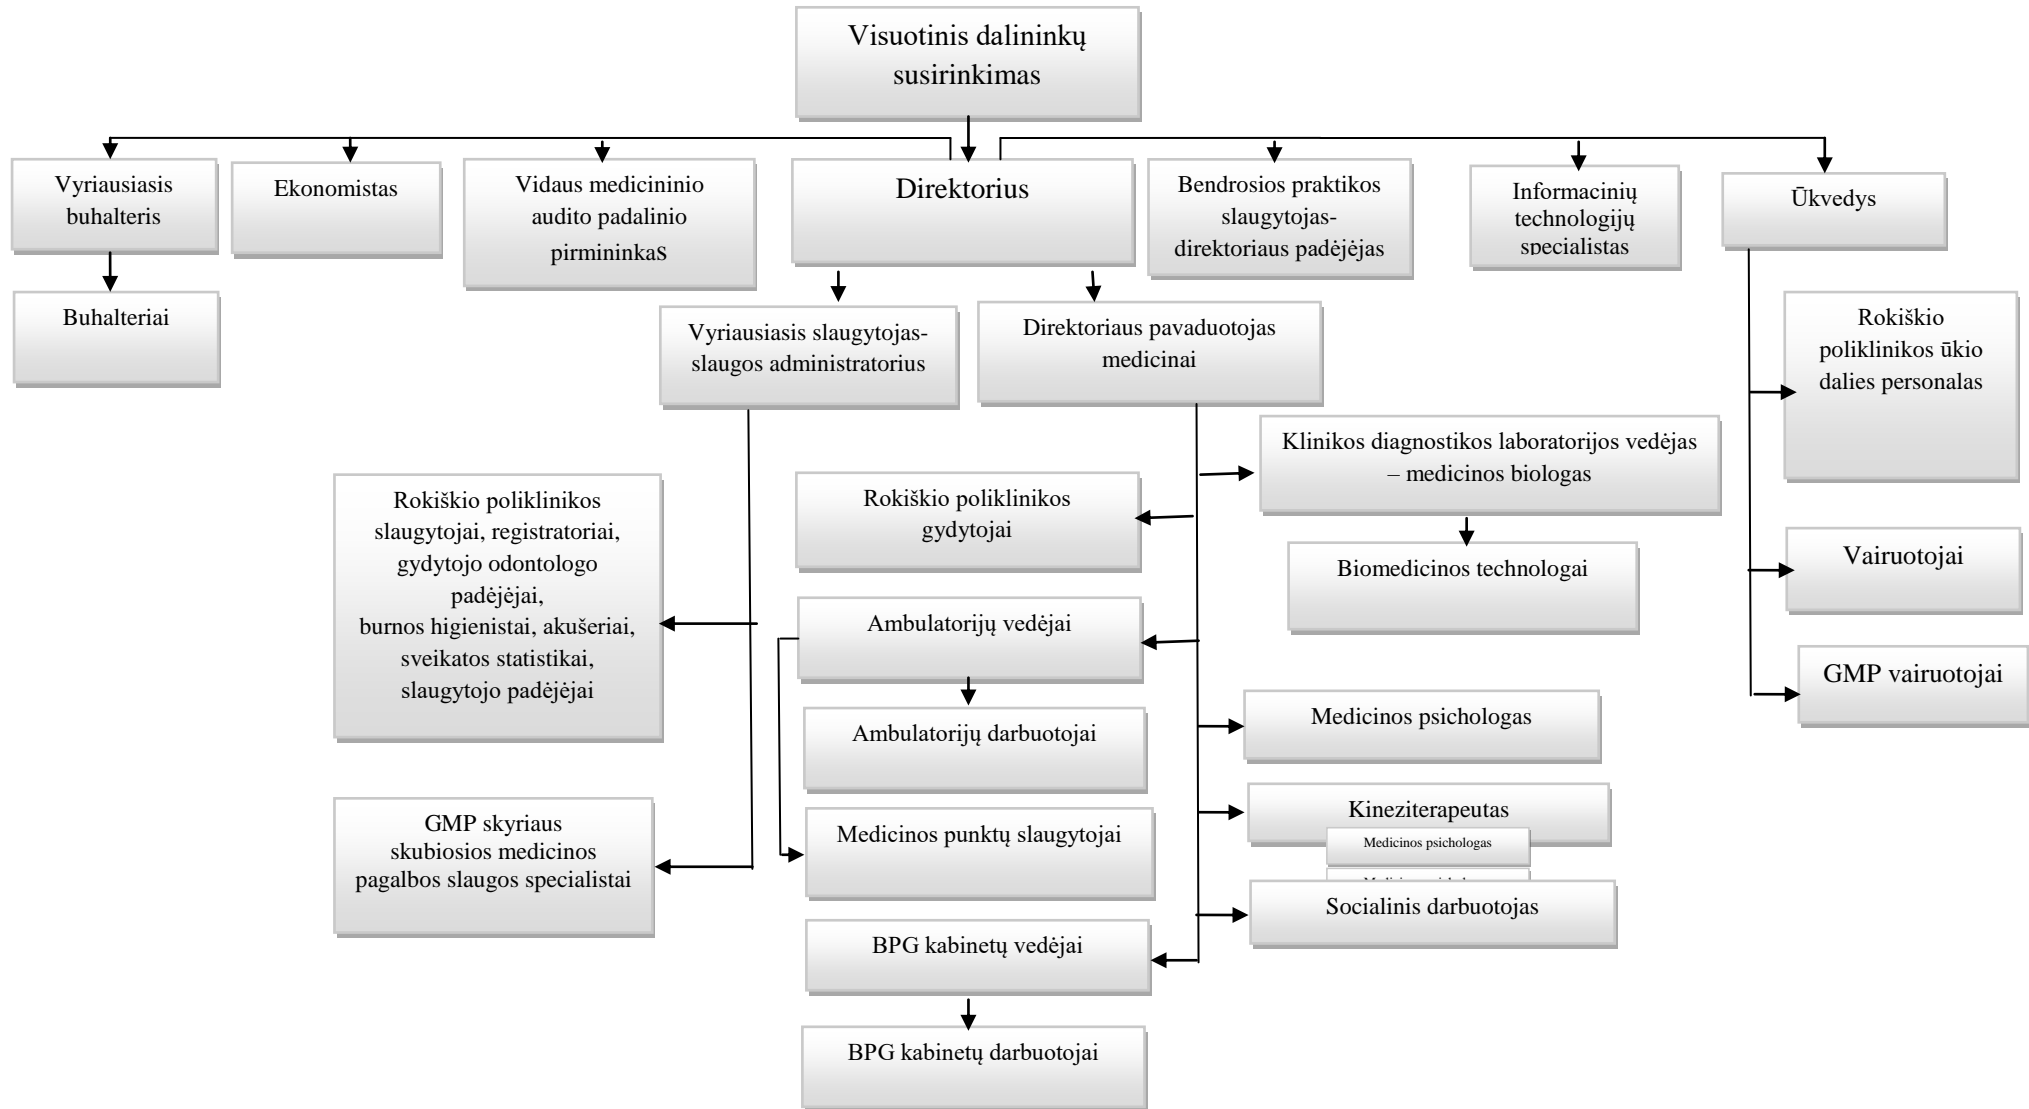 Visuotinis dalininkų
susirinkimas
Vyriausiasis
buhalteris
Ekonomistas
Vidaus medicininio
audito padalinio
pirmininkas
Direktorius
Bendrosios praktikos
slaugytojas-
direktoriaus padėjėjas
Informacinių
technologijų
specialistas
Ūkvedys
Buhalteriai
Vyriausiasis slaugytojas-
slaugos administratorius
Direktoriaus pavaduotojas
medicinai
Rokiškio
poliklinikos ūkio
dalies personalas
Klinikos diagnostikos laboratorijos vedėjas
– medicinos biologas
Rokiškio poliklinikos
slaugytojai, registratoriai,
gydytojo odontologo
padėjėjai,
burnos higienistai, akušeriai,
sveikatos statistikai,
slaugytojo padėjėjai
Rokiškio poliklinikos
gydytojai
Biomedicinos technologai
Vairuotojai
Ambulatorijų vedėjai
GMP vairuotojai
Ambulatorijų darbuotojai
Medicinos psichologas
GMP skyriaus
skubiosios medicinos
pagalbos slaugos specialistai
Medicinos punktų slaugytojai
Kineziterapeutas
Medicinos psichologas
Socialinis darbuotojas
BPG kabinetų vedėjai
BPG kabinetų darbuotojai